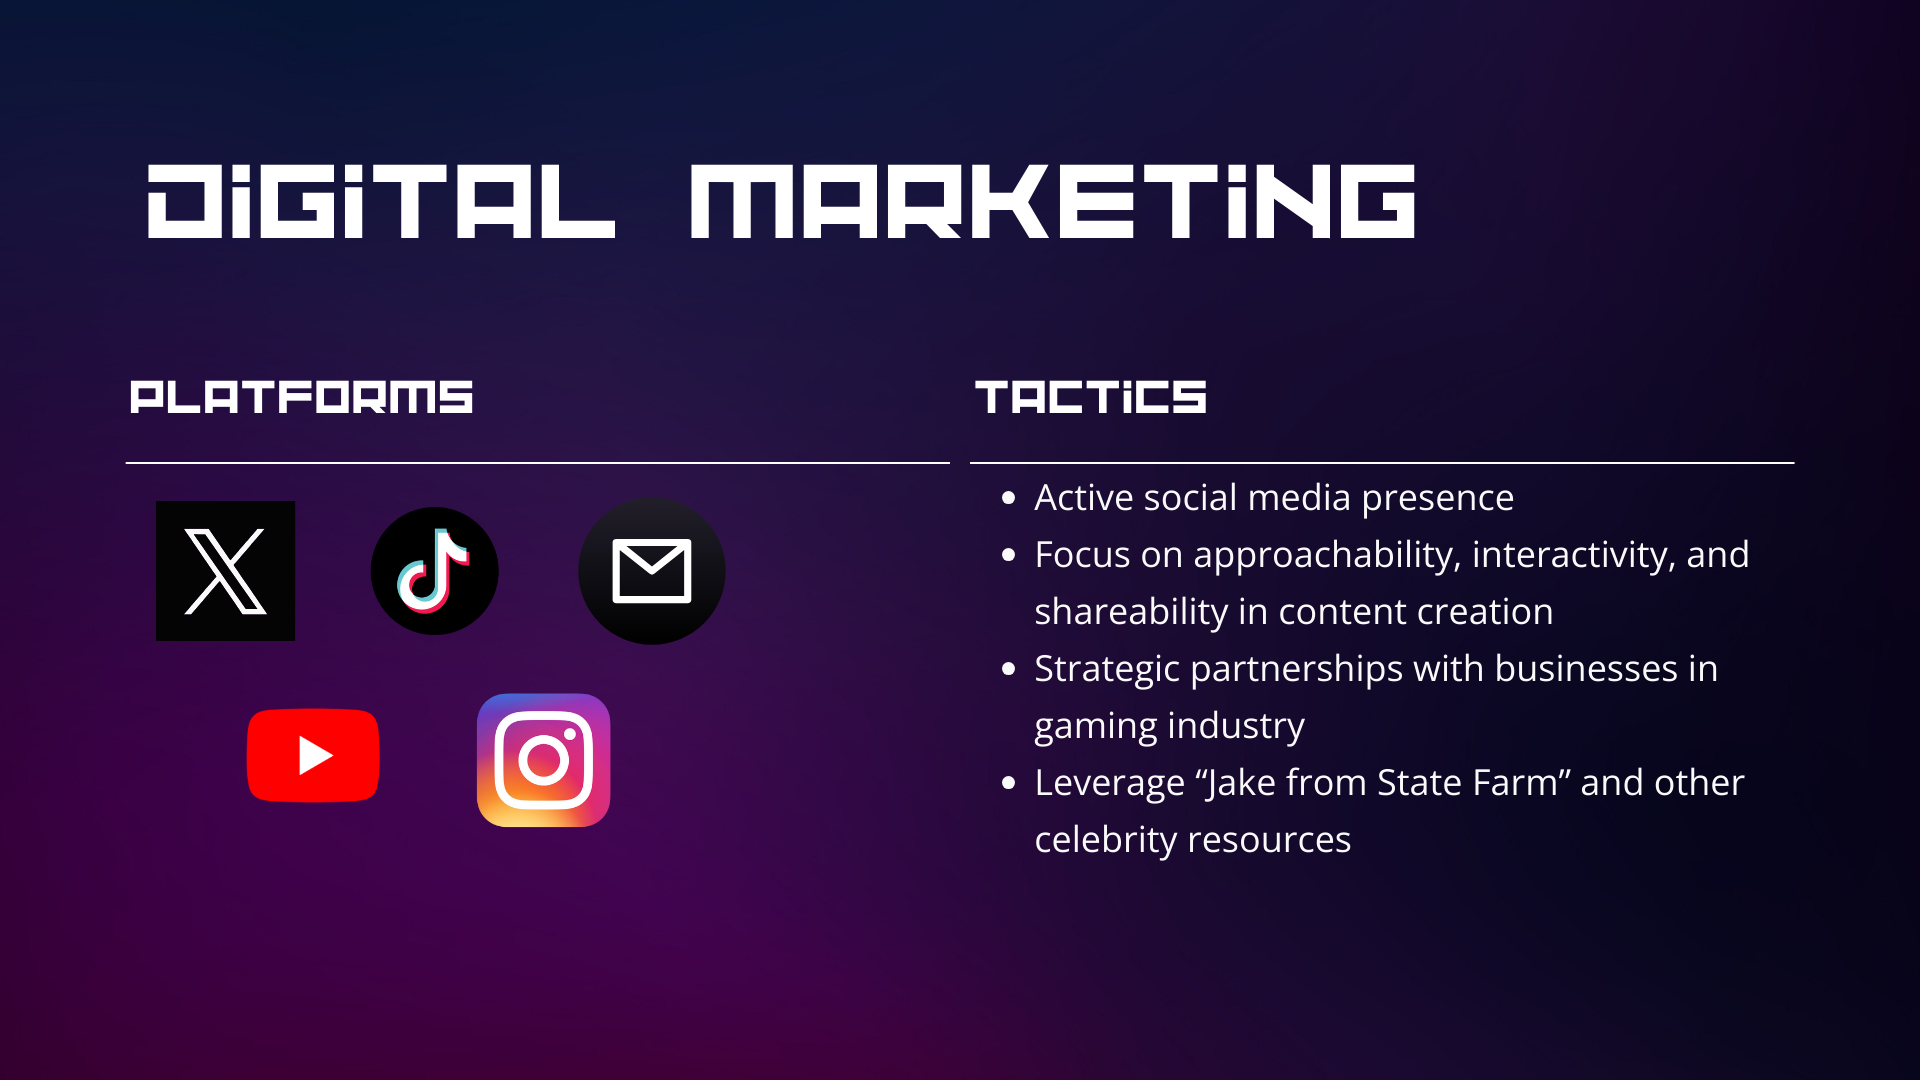 DiGiTAL MARKETiNG
PLATFORMS
TACTiCS
Active social media presence
Focus on approachability, interactivity, and
shareability in content creation
Strategic partnerships with businesses in
gaming industry
Leverage “Jake from State Farm” and other
celebrity resources